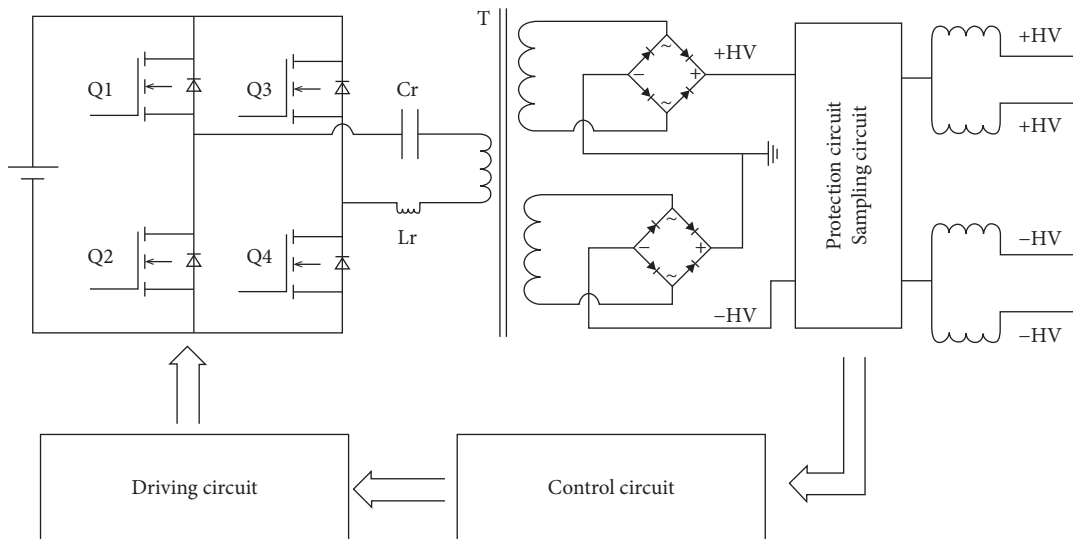 T
+HV
Q1
Q3
Cr
~
−
+
~
+HV
+HV
Protection circuit
Sampling circuit
Q2
Q4
Lr
~
−
+
~
−HV
−HV
−HV
Driving circuit
Control circuit